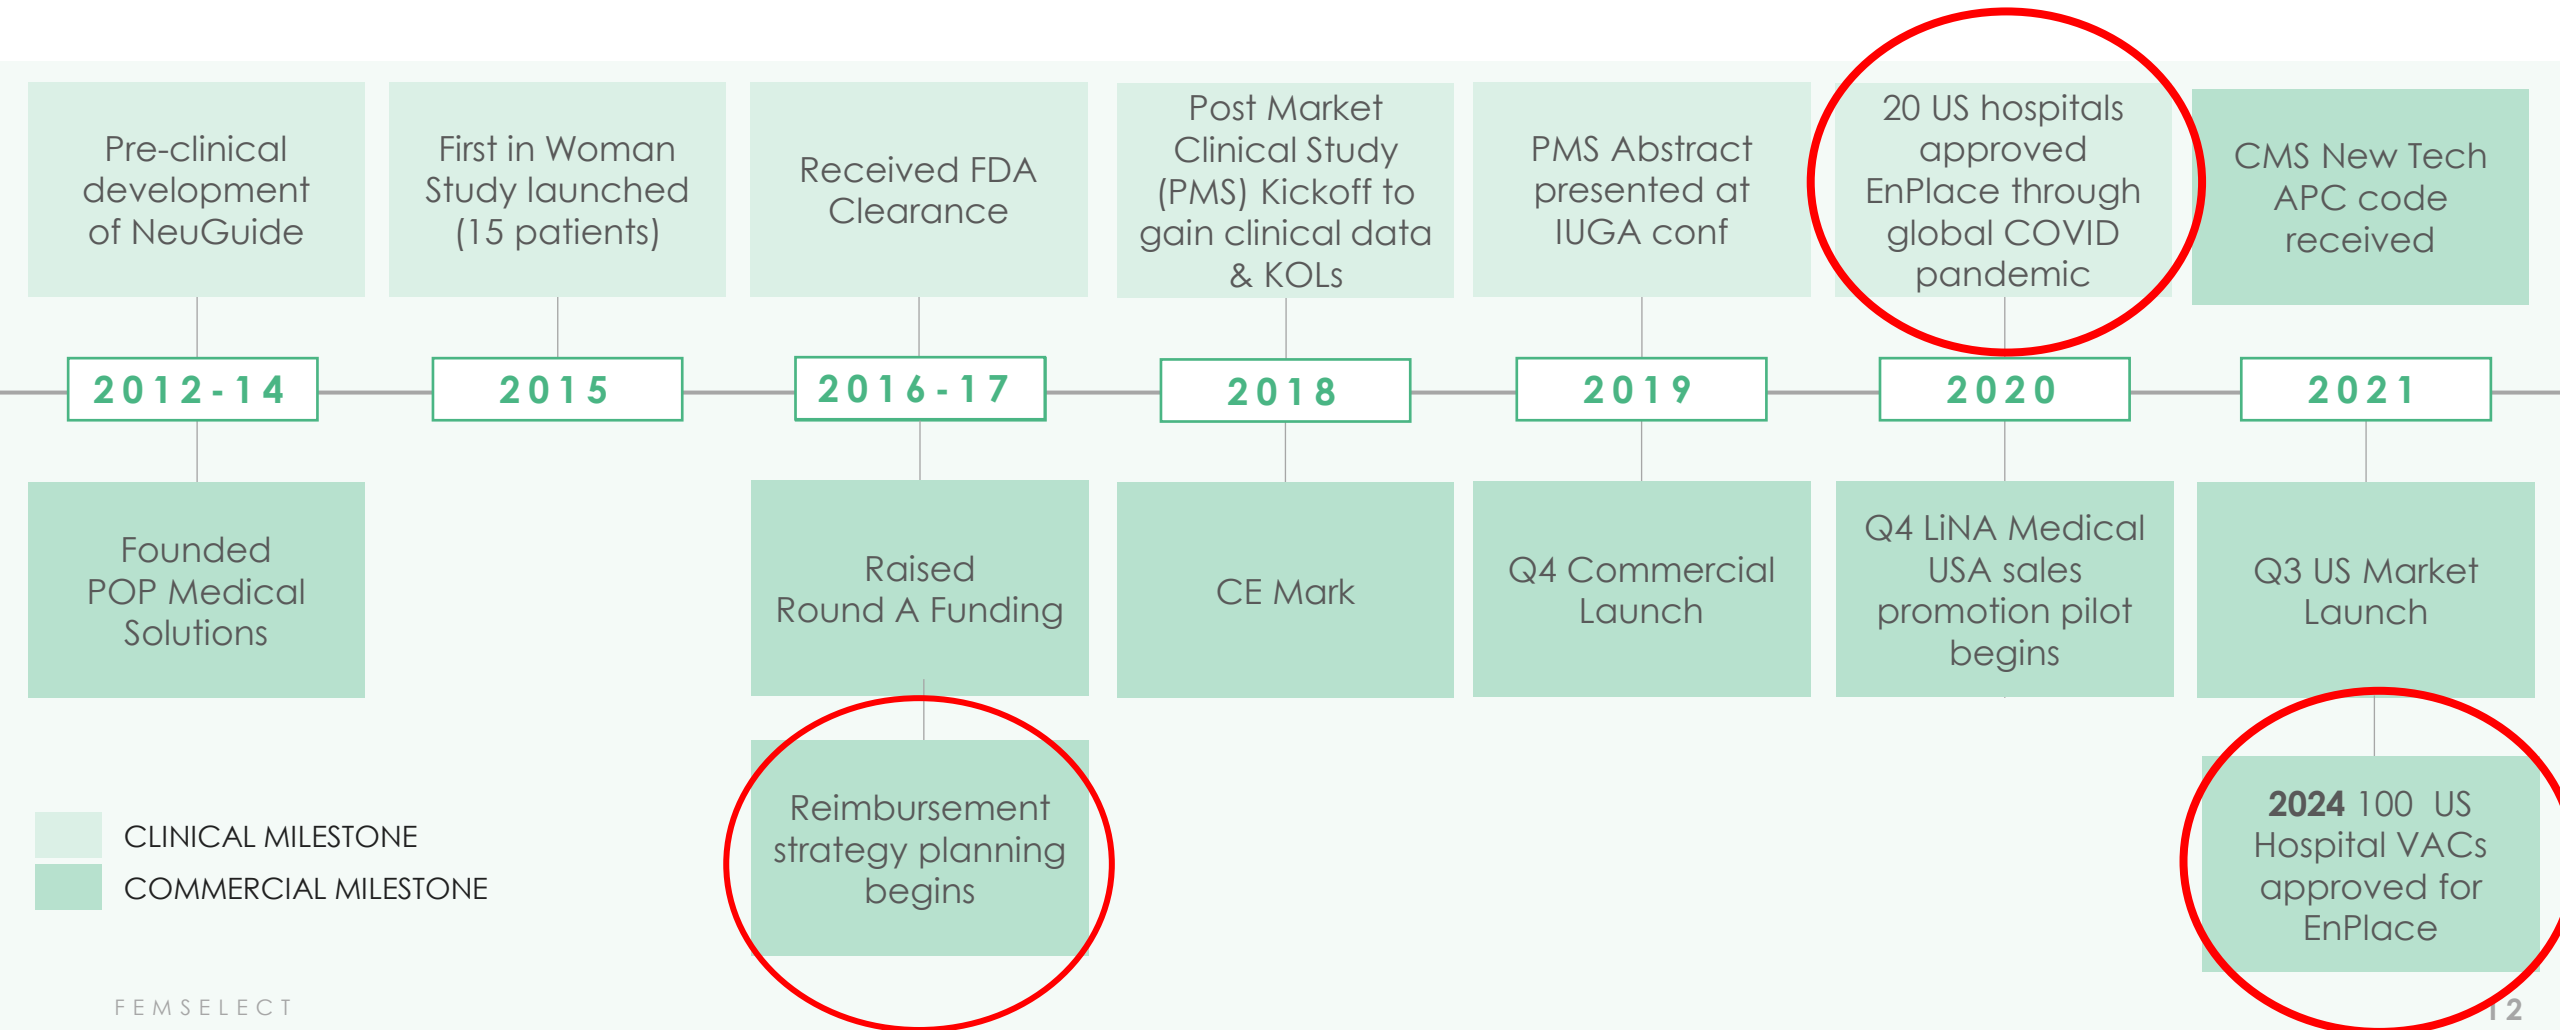 Pre-clinical
development
of NeuGuide
First in Woman
Study launched
(15 patients)
Received FDA
Clearance
Post Market
Clinical Study
(PMS) Kickoff to
gain clinical data
& KOLs
PMS Abstract
presented at
IUGA conf
20 US hospitals
approved
EnPlace through
global COVID
pandemic
CMS New Tech
APC code
received
2012-14
2015
2016-17
2018
2019
2020
2021
Founded
POP Medical
Solutions
Raised
Round A Funding
CE Mark
Q4 Commercial
Launch
Q4 LiNA Medical
USA sales
promotion pilot
begins
Q3 US Market
Launch
Reimbursement
strategy planning
begins
2024 100 US
Hospital VACs
approved for
EnPlace
CLINICAL MILESTONE
COMMERCIAL MILESTONE
FEMSELECT
12